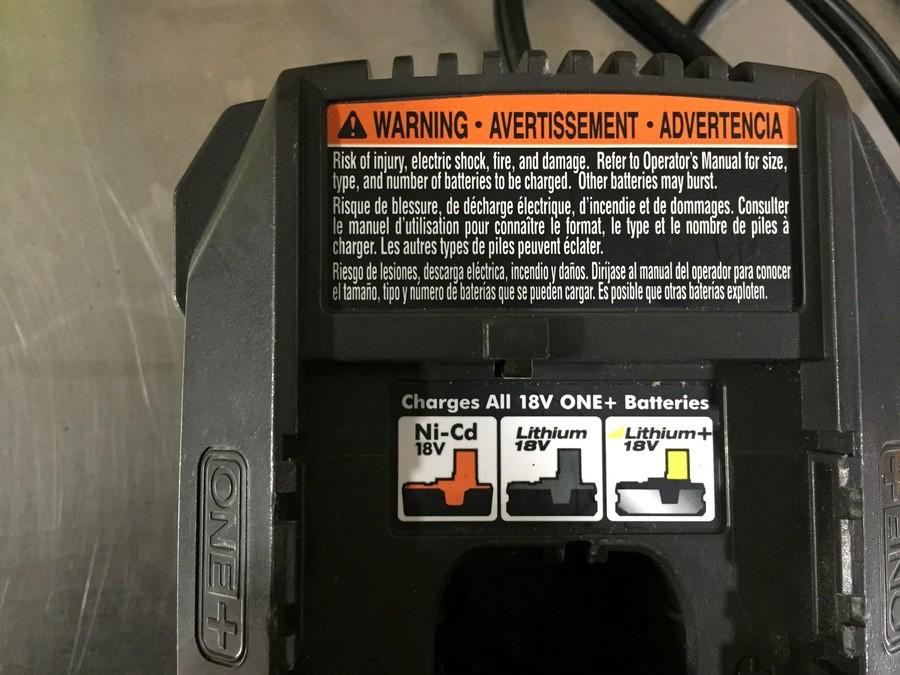 WARNING • AVERTISSEMENT • ADVERTENCIA
Risk of injury, electric shock, fire, and damage. Refer to Operator's Manual for size,
type, and number of batteries to be charged. Other batteries may burst.
Risque de blessure, de décharge électrique, d'incendie et de dommages. Consulter
le manuel d'utilisation pour connaître le format, le type et le nombre de piles à
charger. Les autres types de piles peuvent éclater.
Riesgo de lesiones, descarga eléctrica, incendio y daños. Diríjase al manual del operador para conocer
el tamaño, tipo y número de baterías que se pueden cargar. Es posible que otras baterías exploten.
Charges All 18V ONE+ Batteries
Ni-Cd
18V
Lithium
18V
Lithium+
18V
ONE+
ONE+